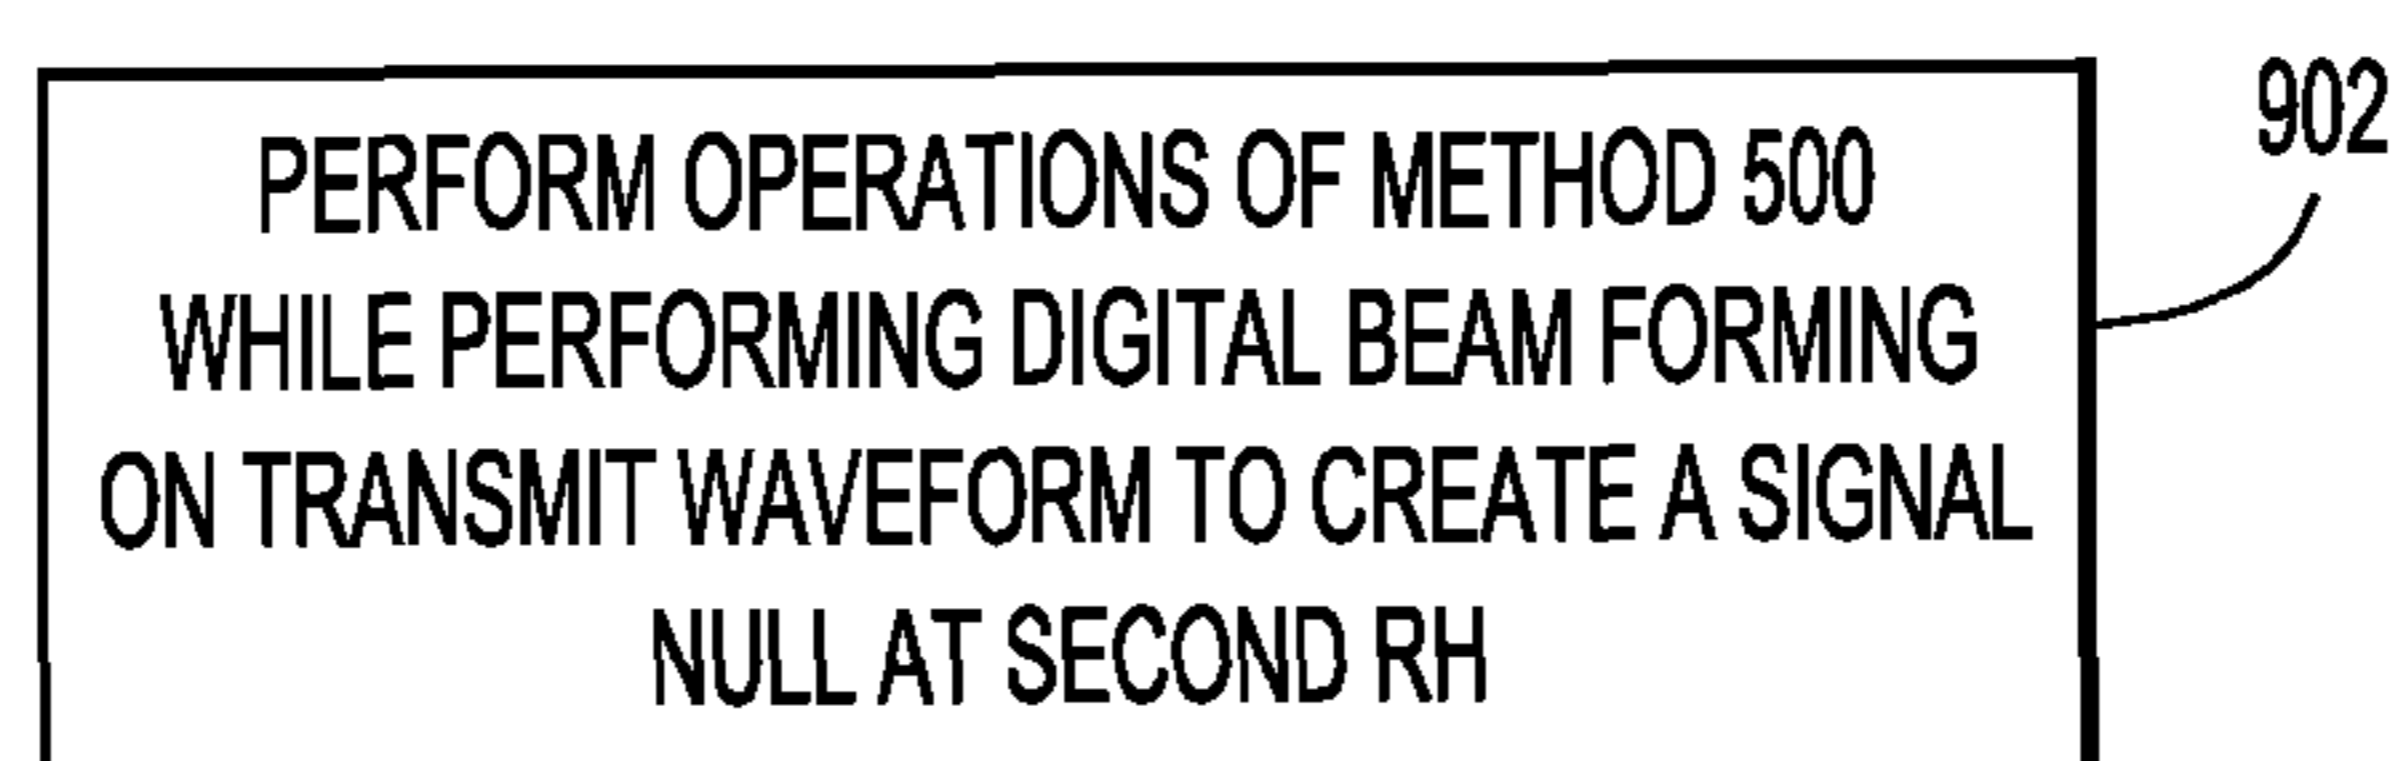 902
PERFORM OPERATIONS OF METHOD 500
WHILE PERFORMING DIGITAL BEAM FORMING
ON TRANSMIT WAVEFORM TO CREATE A SIGNAL
NULL AT SECOND RH